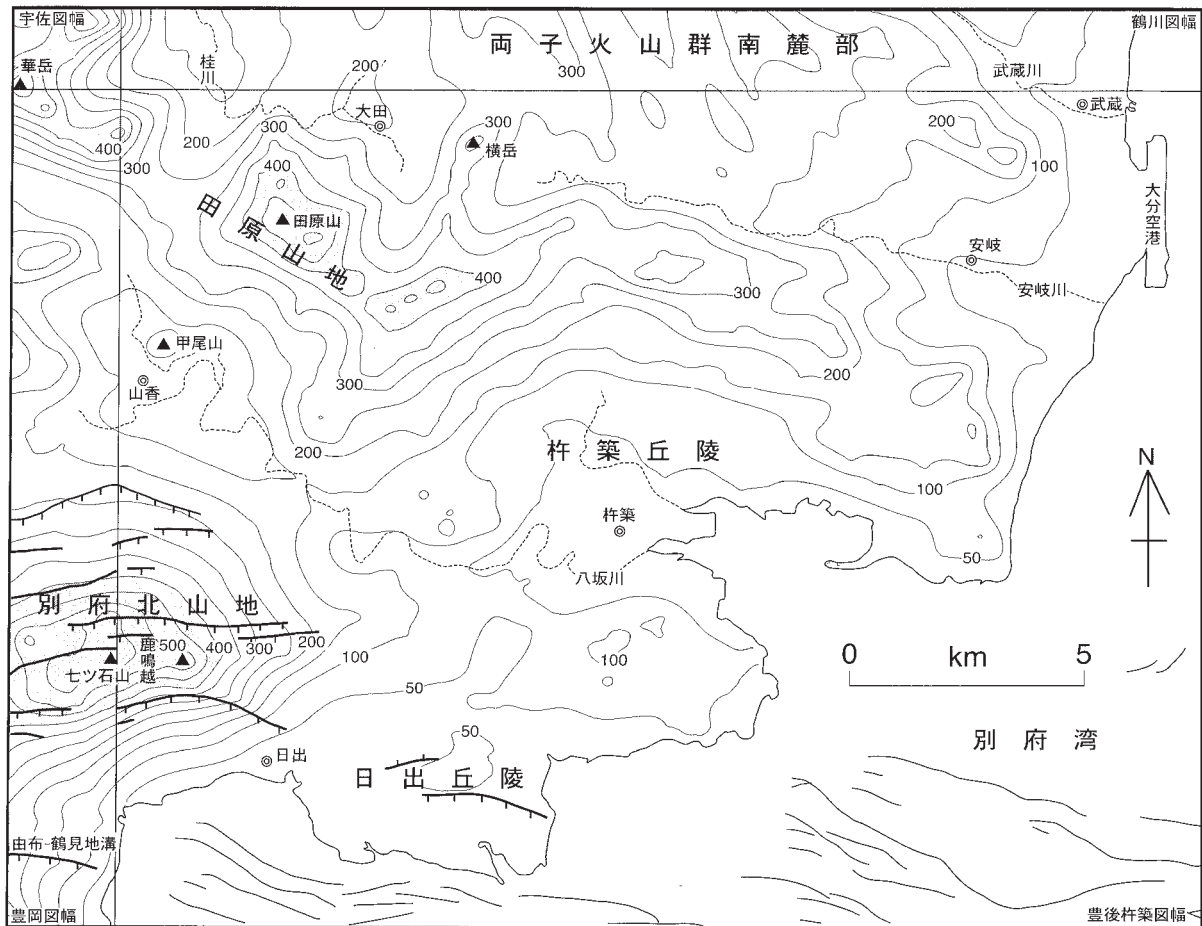 宇佐図幅
鶴川図幅
両子火山群南麓部
華岳
桂川
200
300
武蔵川
大田
武蔵
200
300
300
横岳
200
400
300
400
100
田原山
田原山地
大分空港
安岐
400
300
安岐川
甲尾山
山香
300
200
200
杵築丘陵
100
N
杵築
50
八坂川
別府北山地
鹿鳴越
500
400
300
200
100
七ツ石山
100
0 km 5
50
50
別府湾
日出
日出丘陵
由布-鶴見地溝
豊岡図幅
豊後杵築図幅